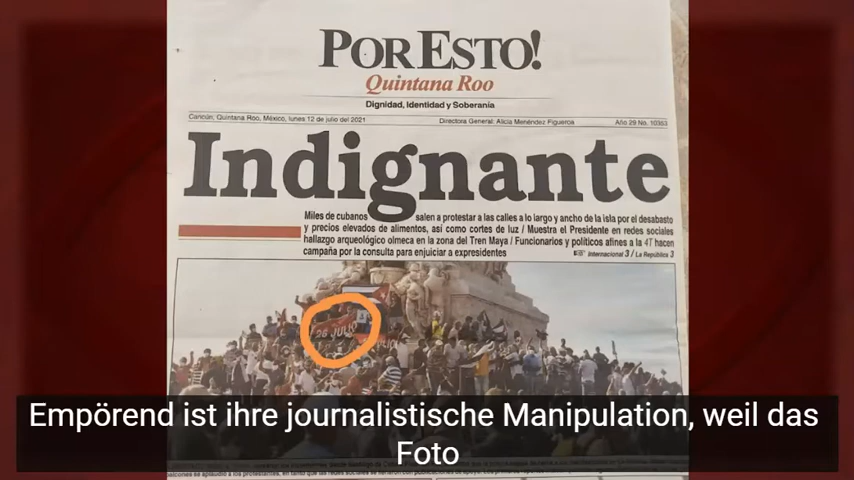 POR ESTO!
Quintana Roo
Dignidad, Identidad y Soberanía
Cancún, Quintana Roo, México, lunes 12 de julio del 2021 Directora General: Alicia Menéndez Figueroa Año 29 No. 10353
Indignante
Miles de cubanos salen a protestar a las calles a lo largo y ancho de la isla por el desabasto
y precios elevados de alimentos, así como cortes de luz / Muestra el Presidente en redes sociales
hallazgo arqueológico olmeca en la zona del Tren Maya / Funcionarios y políticos afines a la 4T hacen
campaña por la consulta para enjuiciar a expresidentes Internacional 3 / La República 3
26 JULIO
Empörend ist ihre journalistische Manipulation, weil das
Foto